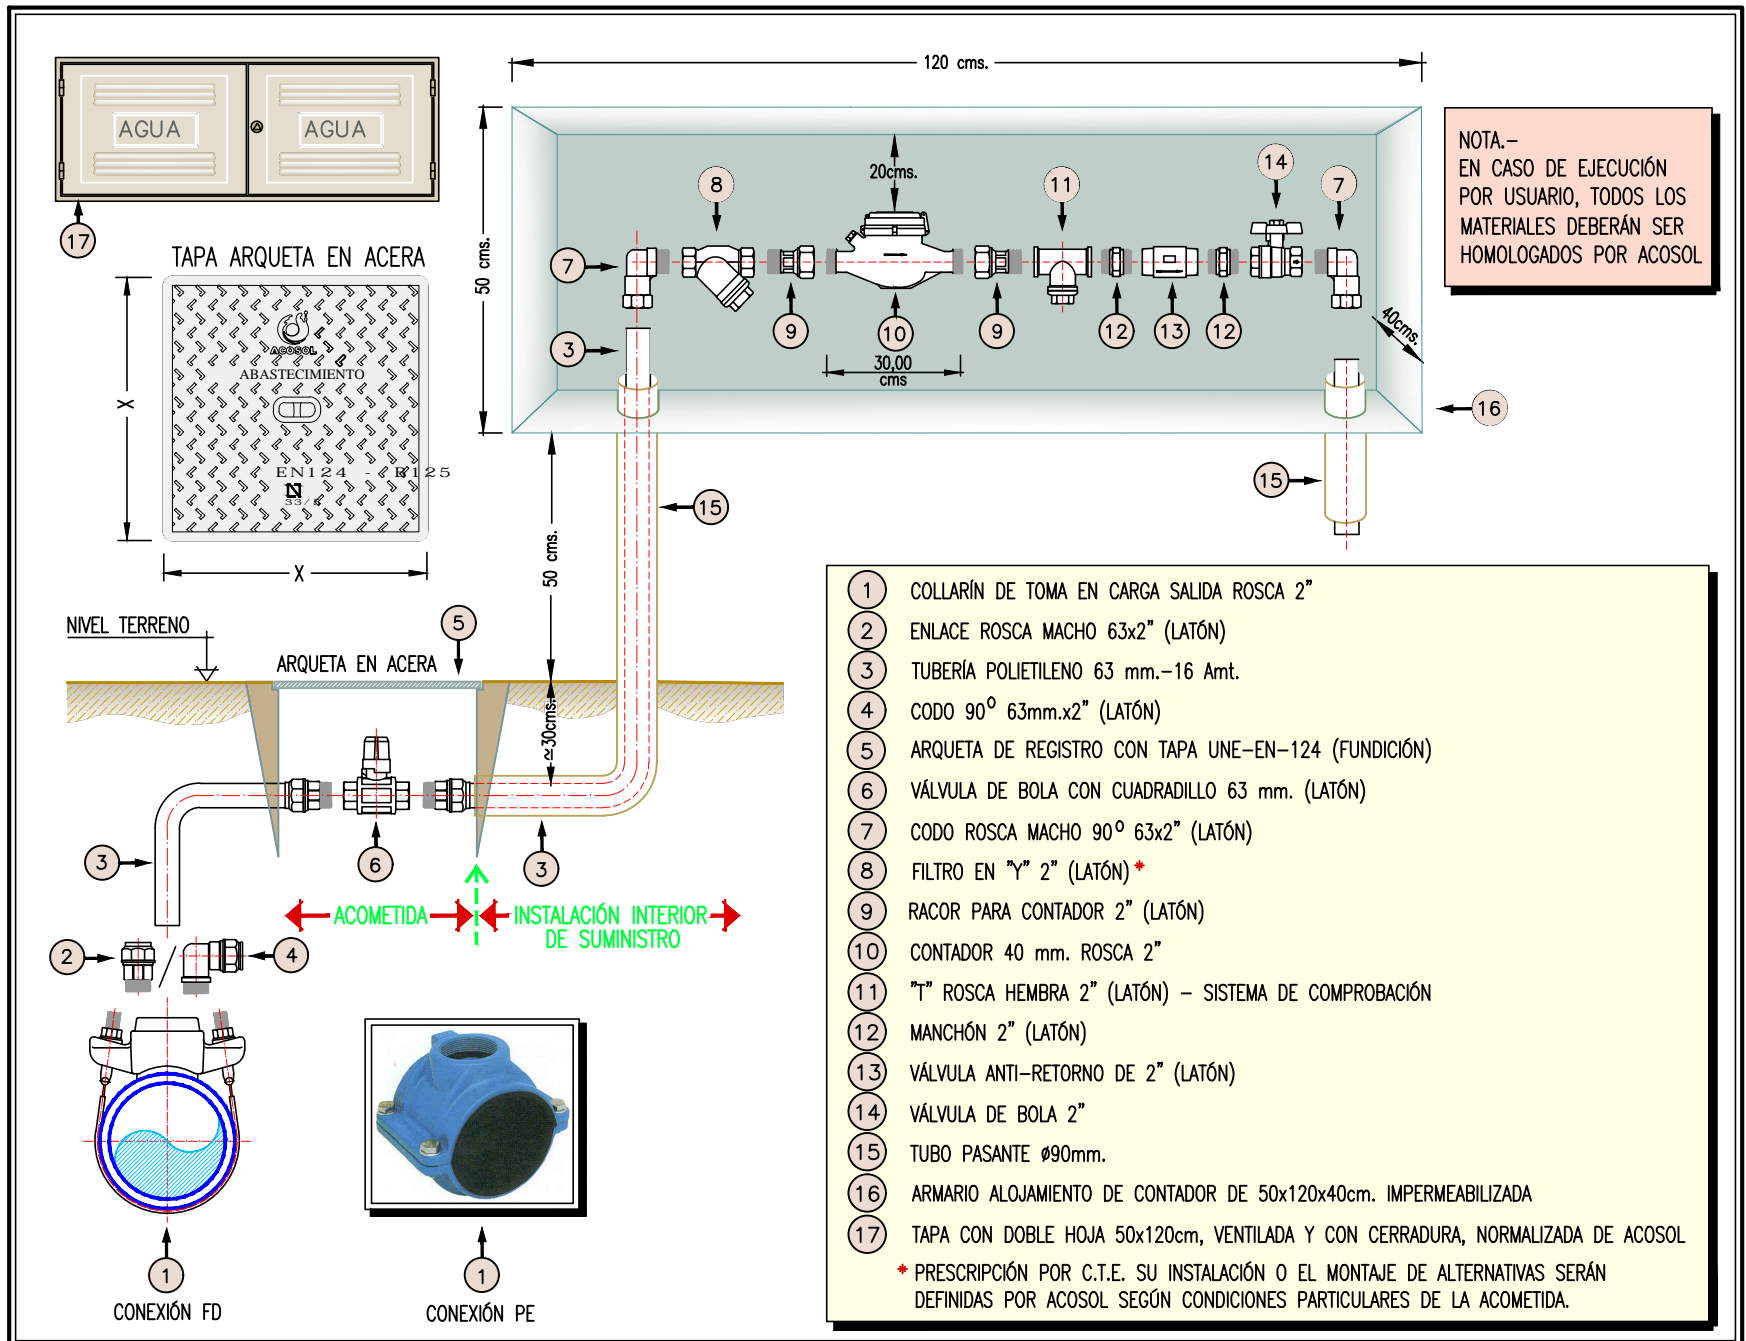 AGUA
AGUA
17
TAPA ARQUETA EN ACERA
ACOSOL
ABASTECIMIENTO
EN124 - B125
X
X
120 cms.
50 cms.
20cms.
8
11
14
7
7
3
9
10
9
12
13
12
30,00
cms
40cms.
16
15
15
NOTA.-
EN CASO DE EJECUCIÓN
POR USUARIO, TODOS LOS
MATERIALES DEBERÁN SER
HOMOLOGADOS POR ACOSOL
50 cms.
NIVEL TERRENO
5
ARQUETA EN ACERA
≃30cms.
3
6
3
ACOMETIDA
INSTALACIÓN INTERIOR
DE SUMINISTRO
2
4
1
CONEXIÓN FD
1
CONEXIÓN PE
1 COLLARÍN DE TOMA EN CARGA SALIDA ROSCA 2"
2 ENLACE ROSCA MACHO 63x2" (LATÓN)
3 TUBERÍA POLIETILENO 63 mm.-16 Amt.
4 CODO 90º 63mm.x2" (LATÓN)
5 ARQUETA DE REGISTRO CON TAPA UNE-EN-124 (FUNDICIÓN)
6 VÁLVULA DE BOLA CON CUADRADILLO 63 mm. (LATÓN)
7 CODO ROSCA MACHO 90º 63x2" (LATÓN)
8 FILTRO EN "Y" 2" (LATÓN) *
9 RACOR PARA CONTADOR 2" (LATÓN)
10 CONTADOR 40 mm. ROSCA 2"
11 "T" ROSCA HEMBRA 2" (LATÓN) - SISTEMA DE COMPROBACIÓN
12 MANCHÓN 2" (LATÓN)
13 VÁLVULA ANTI-RETORNO DE 2" (LATÓN)
14 VÁLVULA DE BOLA 2"
15 TUBO PASANTE ø90mm.
16 ARMARIO ALOJAMIENTO DE CONTADOR DE 50x120x40cm. IMPERMEABILIZADA
17 TAPA CON DOBLE HOJA 50x120cm, VENTILADA Y CON CERRADURA, NORMALIZADA DE ACOSOL
* PRESCRIPCIÓN POR C.T.E. SU INSTALACIÓN O EL MONTAJE DE ALTERNATIVAS SERÁN
DEFINIDAS POR ACOSOL SEGÚN CONDICIONES PARTICULARES DE LA ACOMETIDA.